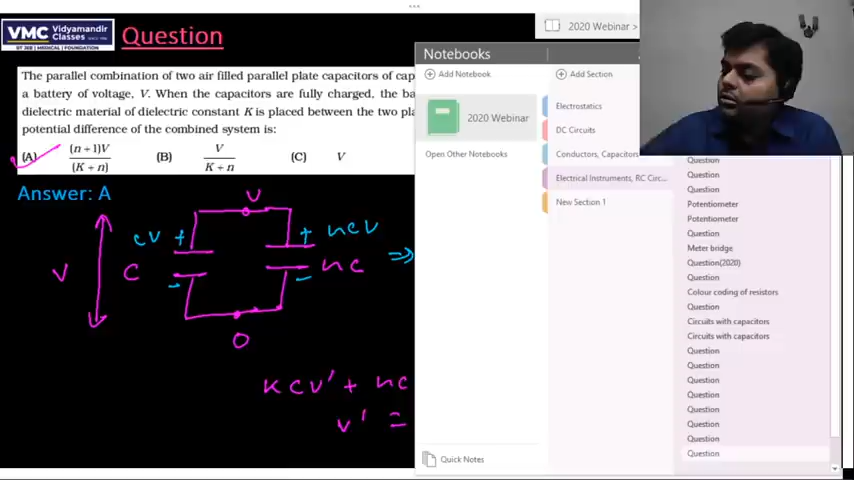 VMC Vidyamandir Classes
IIT JEE | MEDICAL | FOUNDATION
Question
The parallel combination of two air filled parallel plate capacitors of cap
a battery of voltage, V. When the capacitors are fully charged, the ba
dielectric material of dielectric constant K is placed between the two pla
potential difference of the combined system is:
(A) (n+1)V / (K+n) (B) V / K+n (C) V
Answer: A
V
cv + + ncv
V C nc ⇒
- -
0
KCV' + nc
V' =
2020 Webinar >
Notebooks
Add Notebook
2020 Webinar
Open Other Notebooks
Quick Notes
Add Section
Electrostatics
DC Circuits
Conductors, Capacitors
Electrical Instruments, RC Circ...
New Section 1
Question
Question
Question
Potentiometer
Potentiometer
Question
Meter bridge
Question(2020)
Question
Colour coding of resistors
Question
Circuits with capacitors
Circuits with capacitors
Question
Question
Question
Question
Question
Question
Question
Question